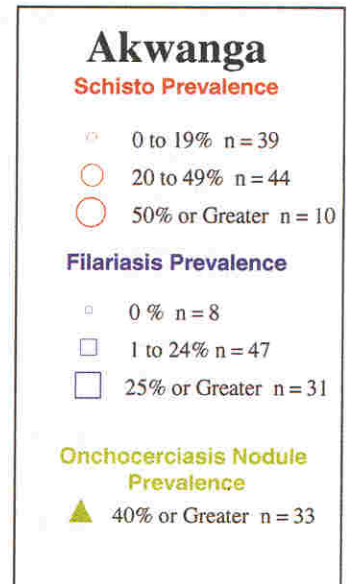 Akwanga
Schisto Prevalence
0 to 19% n = 39
20 to 49% n = 44
50% or Greater n = 10
Filariasis Prevalence
0 % n = 8
1 to 24% n = 47
25% or Greater n = 31
Onchocerciasis Nodule
Prevalence
40% or Greater n = 33